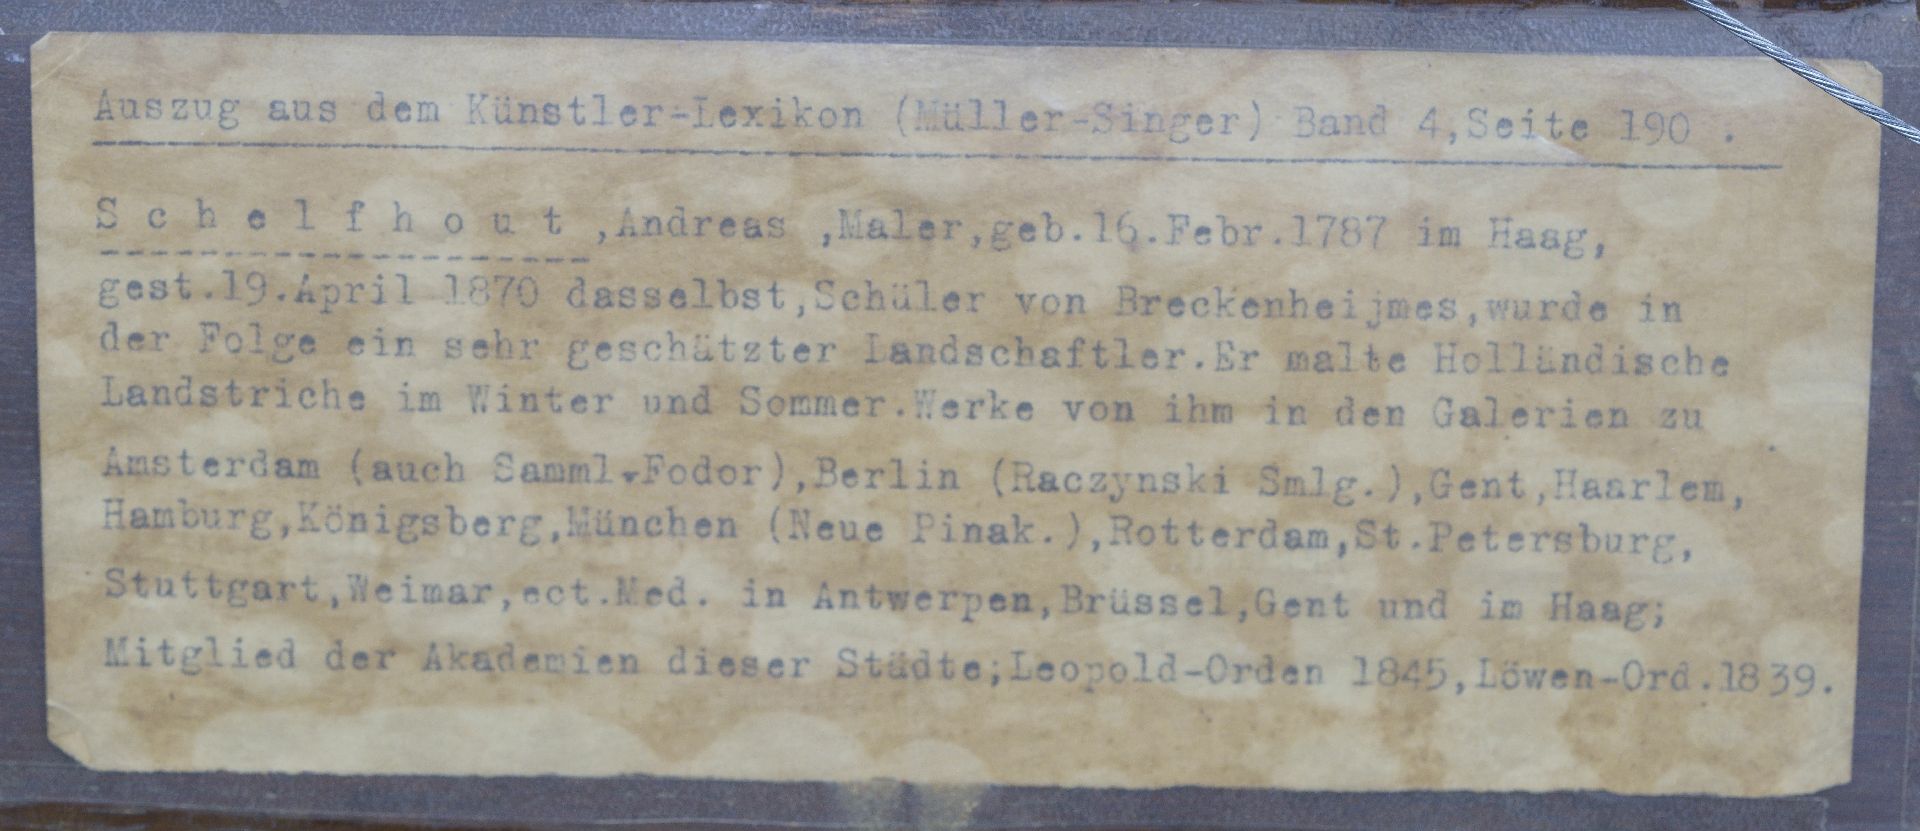 Auszug aus dem Künstler-Lexikon (Müller-Singer) Band 4,Seite 190 .
S c h e l f h o u t ,Andreas ,Maler,geb.16.Febr.1787 im Haag,
gest.19.April 1870 dasselbst,Schüler von Breckenheijmes,wurde in
der Folge ein sehr geschätzter Landschaftler.Er malte Holländische
Landstriche im Winter und Sommer.Werke von ihm in den Galerien zu
Amsterdam (auch Samml.Fodor),Berlin (Raczynski Smlg.),Gent,Haarlem,
Hamburg,Königsberg,München (Neue Pinak.),Rotterdam,St.Petersburg,
Stuttgart,Weimar,ect.Med. in Antwerpen,Brüssel,Gent und im Haag;
Mitglied der Akademien dieser Städte;Leopold-Orden 1845,Löwen-Ord.1839.